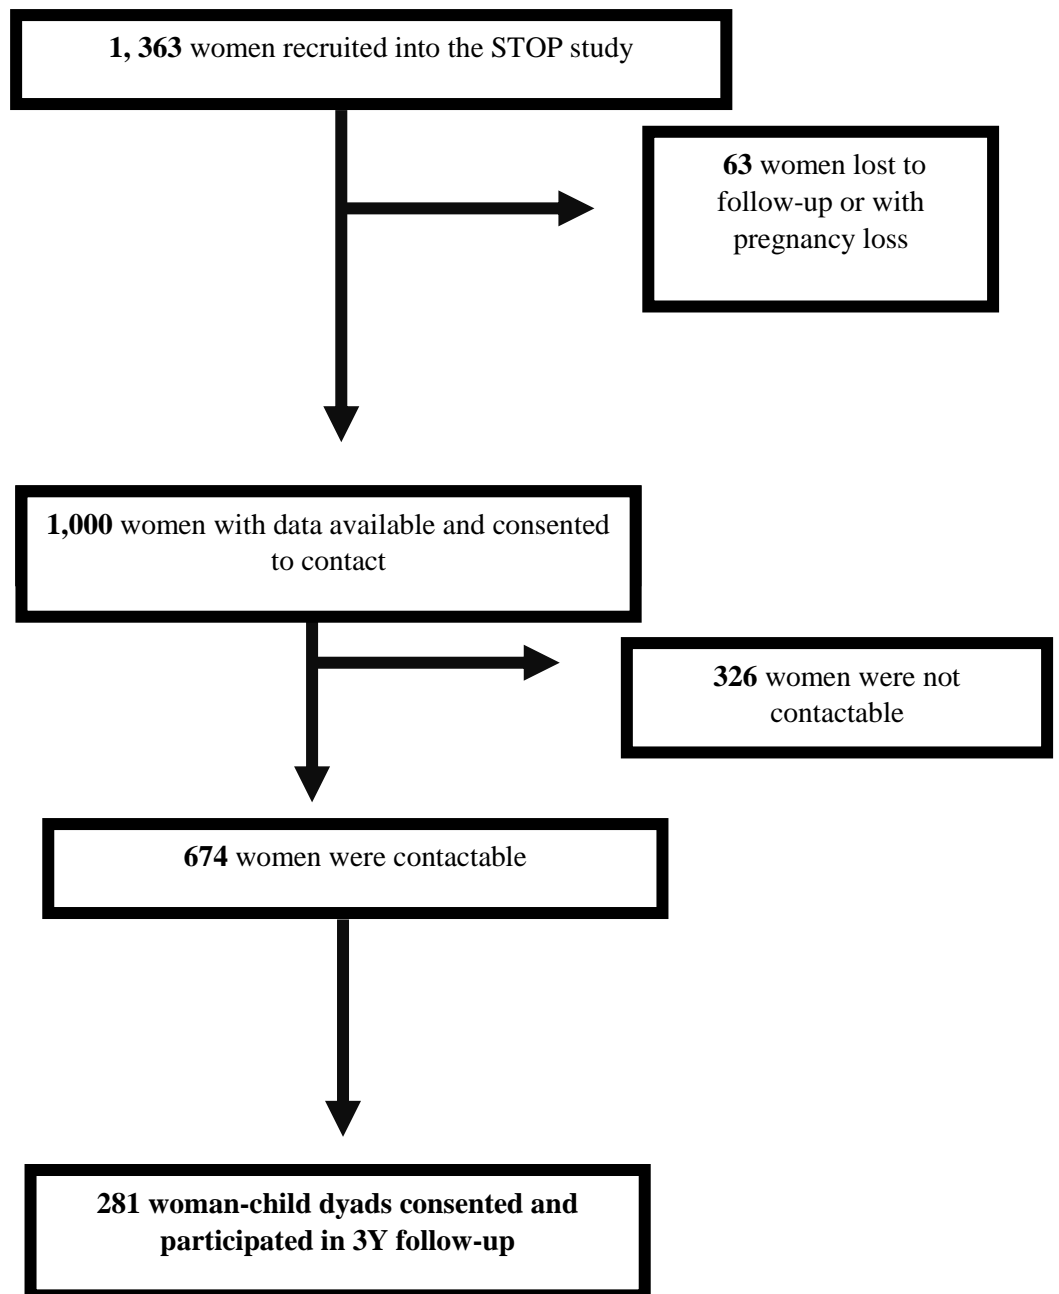 1, 363 women recruited into the STOP study
63 women lost to
follow-up or with
pregnancy loss
1,000 women with data available and consented
to contact
326 women were not
contactable
674 women were contactable
281 woman-child dyads consented and
participated in 3Y follow-up